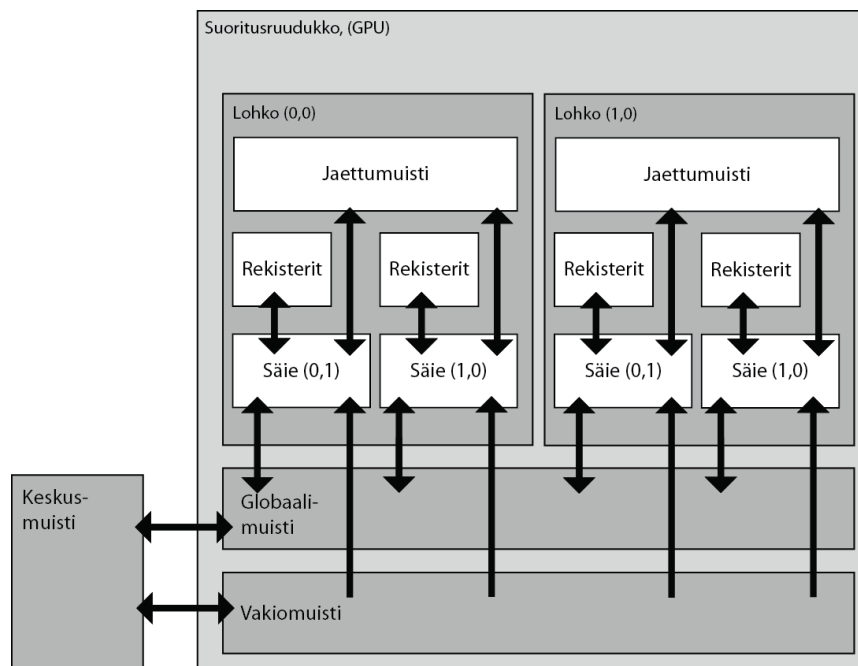 Suoritusruudukko, (GPU)
Lohko (0,0)
Jaettumuisti
Rekisterit
Rekisterit
Säie (0,1)
Säie (1,0)
Lohko (1,0)
Jaettumuisti
Rekisterit
Rekisterit
Säie (0,1)
Säie (1,0)
Keskus-
muisti
Globaali-
muisti
Vakiomuisti